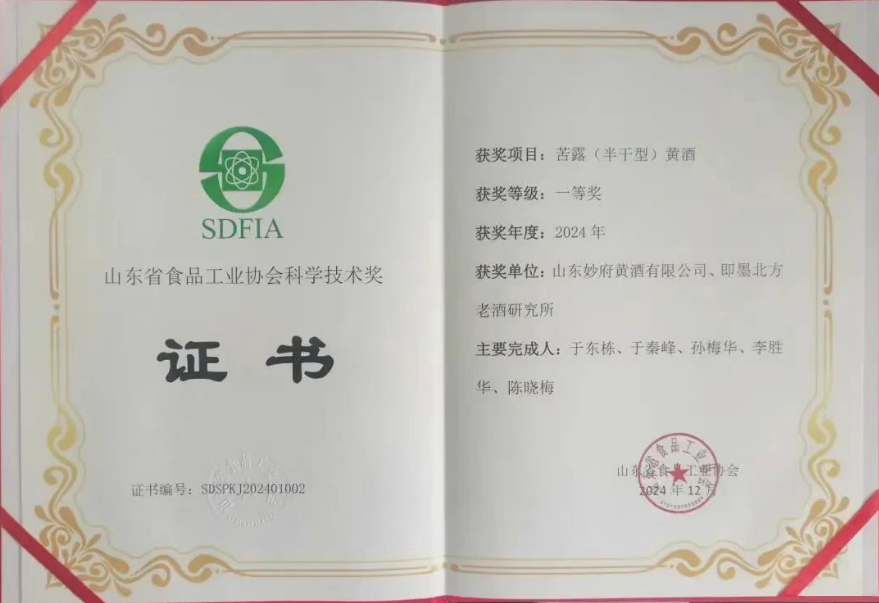 SDFIA
山东省食品工业协会科学技术奖
证书
证书编号：SDSPKJ202401002
获奖项目：苦露（半干型）黄酒
获奖等级：一等奖
获奖年度：2024 年
获奖单位：山东妙府黄酒有限公司、即墨北方
老酒研究所
主要完成人：于东栋、于秦峰、孙梅华、李胜
华、陈晓梅
山东省食品工业协会
2024 年 12 月